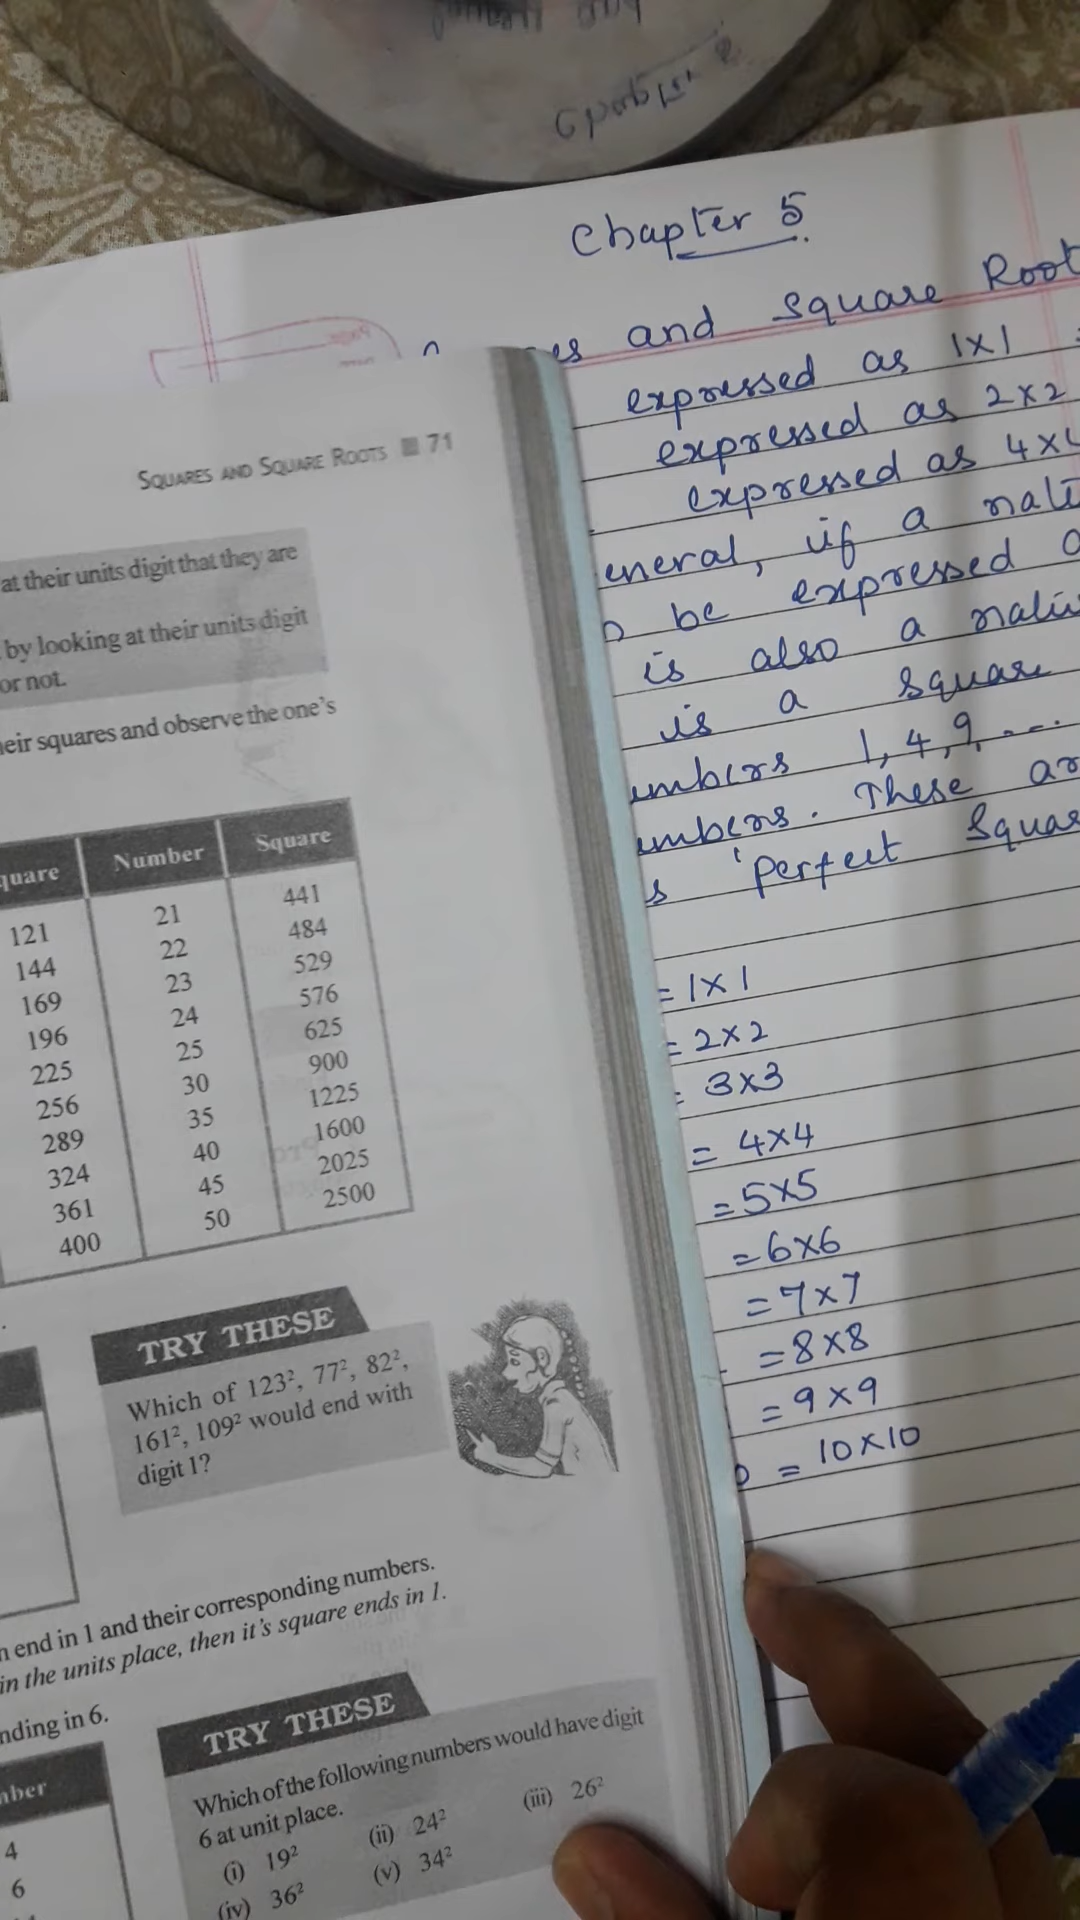 Chapter 5
and Square Root
expressed as 1×1
expressed as 2×2
expressed as 4×
eneral, if a
be expressed
is also a
is a Square
umbers 1, 4, 9, ....
umbers. These
s 'Perfect
= 1×1
= 2×2
= 3×3
= 4×4
= 5×5
= 6×6
= 7×7
= 8×8
= 9×9
0 = 10×10
SQUARES AND SQUARE ROOTS ■ 71
at their units digit that they are
by looking at their units digit
or not.
heir squares and observe the one's
quare Number Square
121 21 441
144 22 484
169 23 529
196 24 576
225 25 625
256 30 900
289 35 1225
324 40 1600
361 45 2025
400 50 2500
TRY THESE
Which of 123², 77², 82²,
161², 109² would end with
digit 1?
n end in 1 and their corresponding numbers.
in the units place, then it's square ends in 1.
nding in 6.
mber
4
6
TRY THESE
Which of the following numbers would have digit
6 at unit place.
(i) 19² (ii) 24² (iii) 26²
(iv) 36² (v) 34²